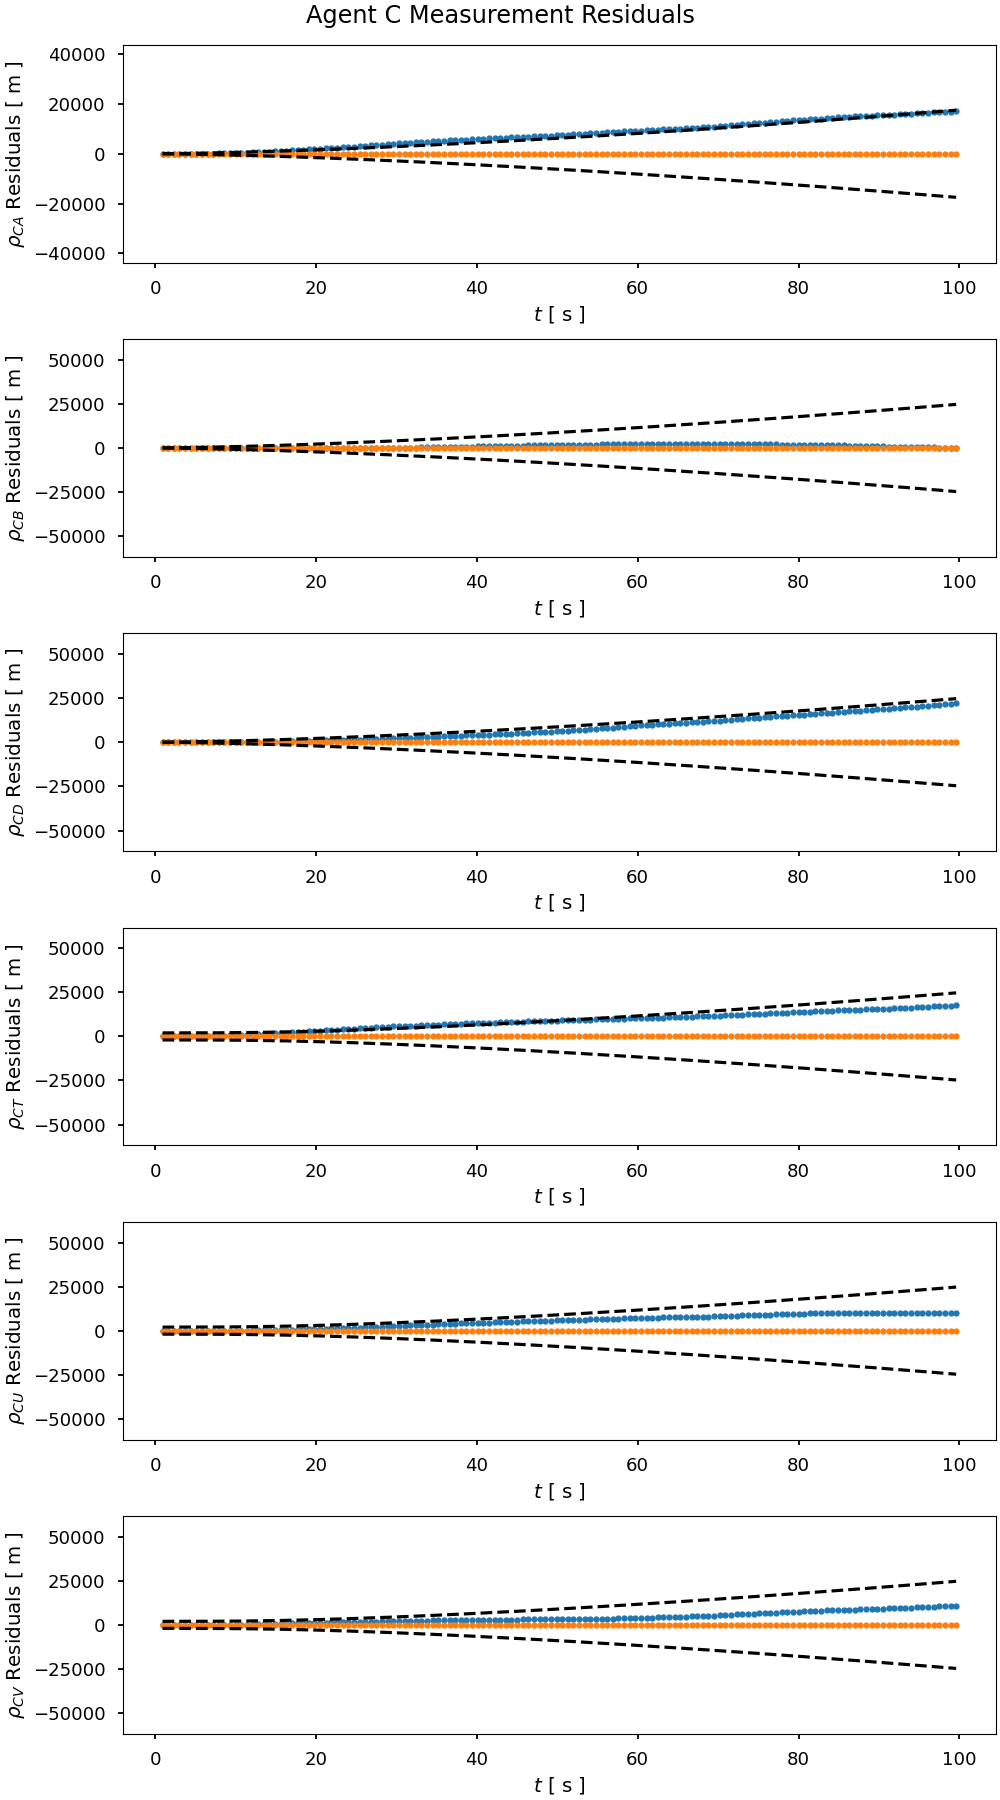 Agent C Measurement Residuals
ρCA Residuals [ m ]
40000
20000
0
−20000
−40000
0 20 40 60 80 100
t [ s ]
ρCB Residuals [ m ]
50000
25000
0
−25000
−50000
0 20 40 60 80 100
t [ s ]
ρCD Residuals [ m ]
50000
25000
0
−25000
−50000
0 20 40 60 80 100
t [ s ]
ρCT Residuals [ m ]
50000
25000
0
−25000
−50000
0 20 40 60 80 100
t [ s ]
ρCU Residuals [ m ]
50000
25000
0
−25000
−50000
0 20 40 60 80 100
t [ s ]
ρCV Residuals [ m ]
50000
25000
0
−25000
−50000
0 20 40 60 80 100
t [ s ]